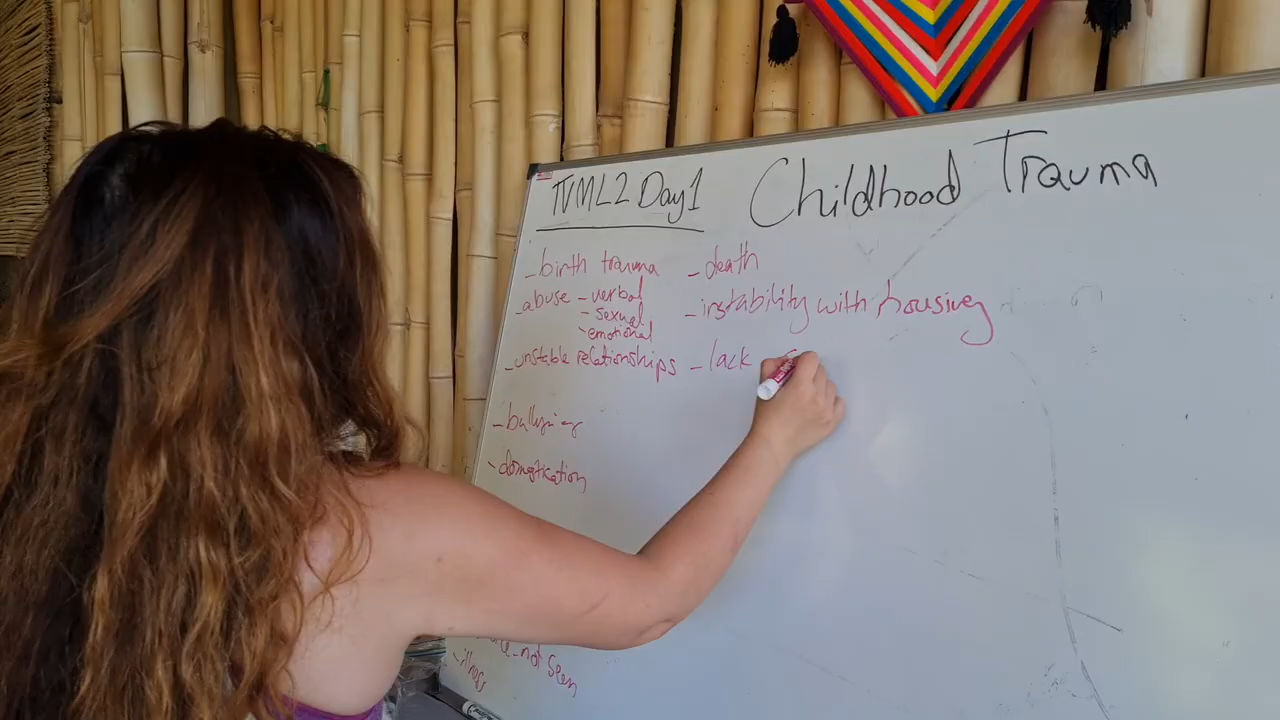 TVML2 Day1 Childhood Trauma
- birth trauma
- abuse - verbal
- sexual
- emotional
- unstable relationships
- bullying
- domestication
not seen
- illness
- death
- instability with housing
- lack